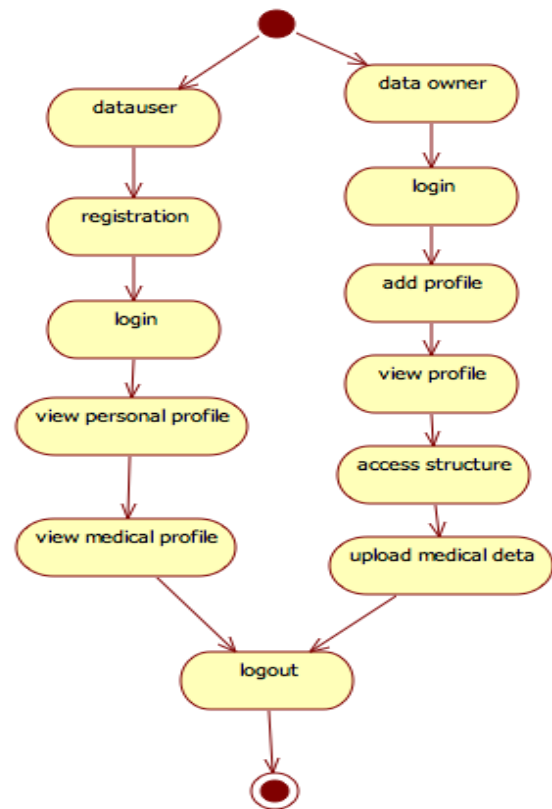 datauser
registration
login
view personal profile
view medical profile
data owner
login
add profile
view profile
access structure
upload medical deta
logout